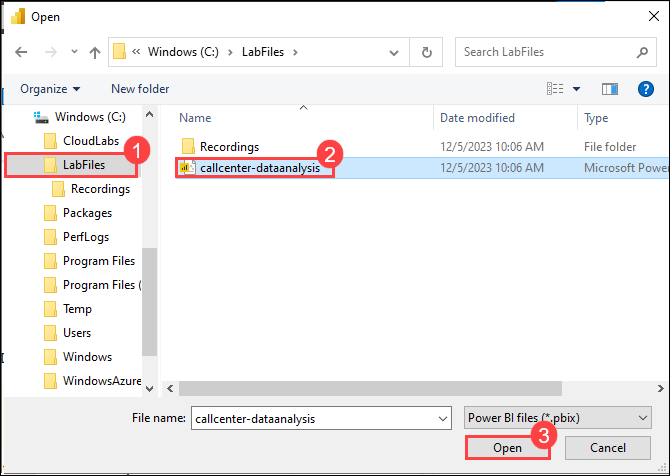 Open
« Windows (C:) › LabFiles ›
Search LabFiles
Organize
New folder
?
Windows (C:)
CloudLabs
LabFiles
1
Recordings
Packages
PerfLogs
Program Files
Program Files (
Temp
Users
Windows
WindowsAzure
Name
Date modified
Type
Recordings
12/5/2023 10:06 AM
File folder
2
callcenter-dataanalysis
12/5/2023 10:06 AM
Microsoft Power
File name:
callcenter-dataanalysis
Power BI files (*.pbix)
3
Open
Cancel